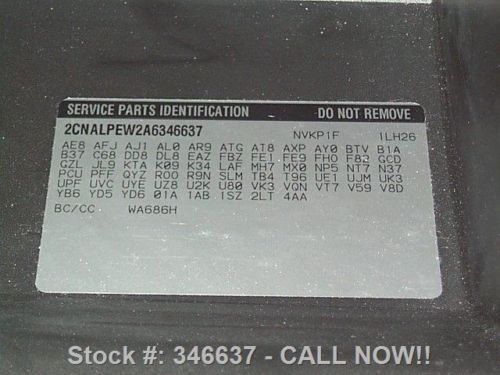 SERVICE PARTS IDENTIFICATION DO NOT REMOVE
2CNALPEW2A6346637 NVKP1F 1LH26
AE8 AFJ AJ1 AL0 AR9 ATG AT8 AXP AY0 BTV B1A
B37 C68 DD8 DL8 EAZ FBZ FE1 FE9 FH0 F83 GCD
GZL JL9 KTA K09 K34 LAF MH7 MX0 NP5 NT7 N37
PCU PFF QYZ R00 R9N SLM T84 T96 UE1 UJM UK3
UPF UVC UYE UZ8 U2K U80 VK3 VQN VT7 V59 V8D
YB6 YD5 YD6 01A 1AB 1SZ 2LT 4AA
BC/CC WA686H
Stock #: 346637 - CALL NOW!!